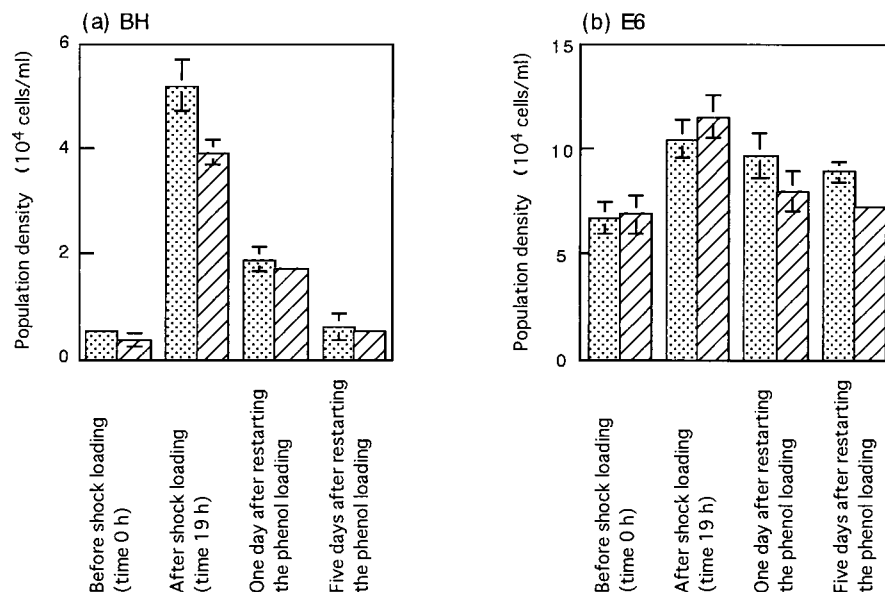 (a) BH
6
4
2
0
Population density (10⁴ cells/ml)
Before shock loading
(time 0 h)
After shock loading
(time 19 h)
One day after restarting
the phenol loading
Five days after restarting
the phenol loading
(b) E6
15
10
5
0
Population density (10⁴ cells/ml)
Before shock loading
(time 0 h)
After shock loading
(time 19 h)
One day after restarting
the phenol loading
Five days after restarting
the phenol loading